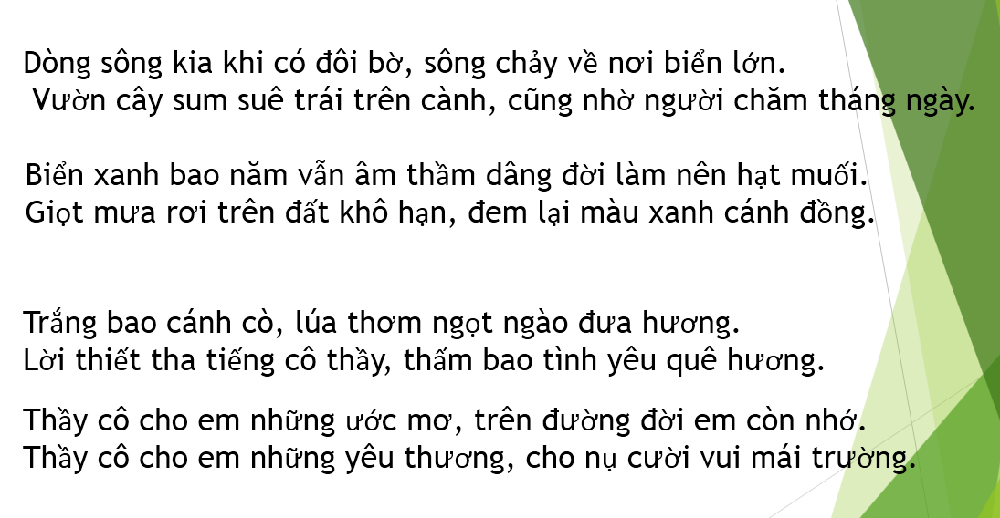 Dòng sông kia khi có đôi bờ, sông chảy về nơi biển lớn.
Vườn cây sum suê trái trên cành, cũng nhờ người chăm tháng ngày.
Biển xanh bao năm vẫn âm thầm dâng đời làm nên hạt muối.
Giọt mưa rơi trên đất khô hạn, đem lại màu xanh cánh đồng.
Trắng bao cánh cò, lúa thơm ngọt ngào đưa hương.
Lời thiết tha tiếng cô thầy, thấm bao tình yêu quê hương.
Thầy cô cho em những ước mơ, trên đường đời em còn nhớ.
Thầy cô cho em những yêu thương, cho nụ cười vui mái trường.